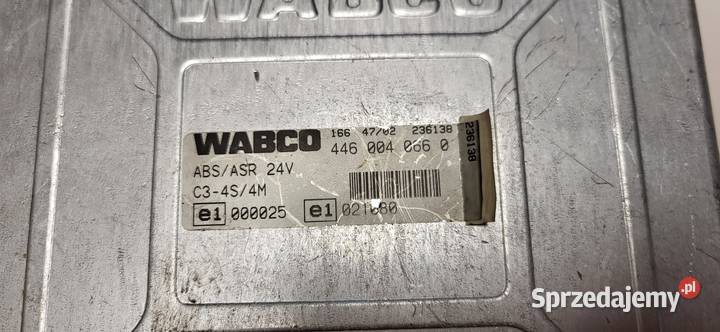 WABCO
WABCO 166 47/02 236138
446 004 066 0
ABS/ASR 24V
C3-4S/4M
e1 000025 e1 021080
236138
Sprzedajemy.pl